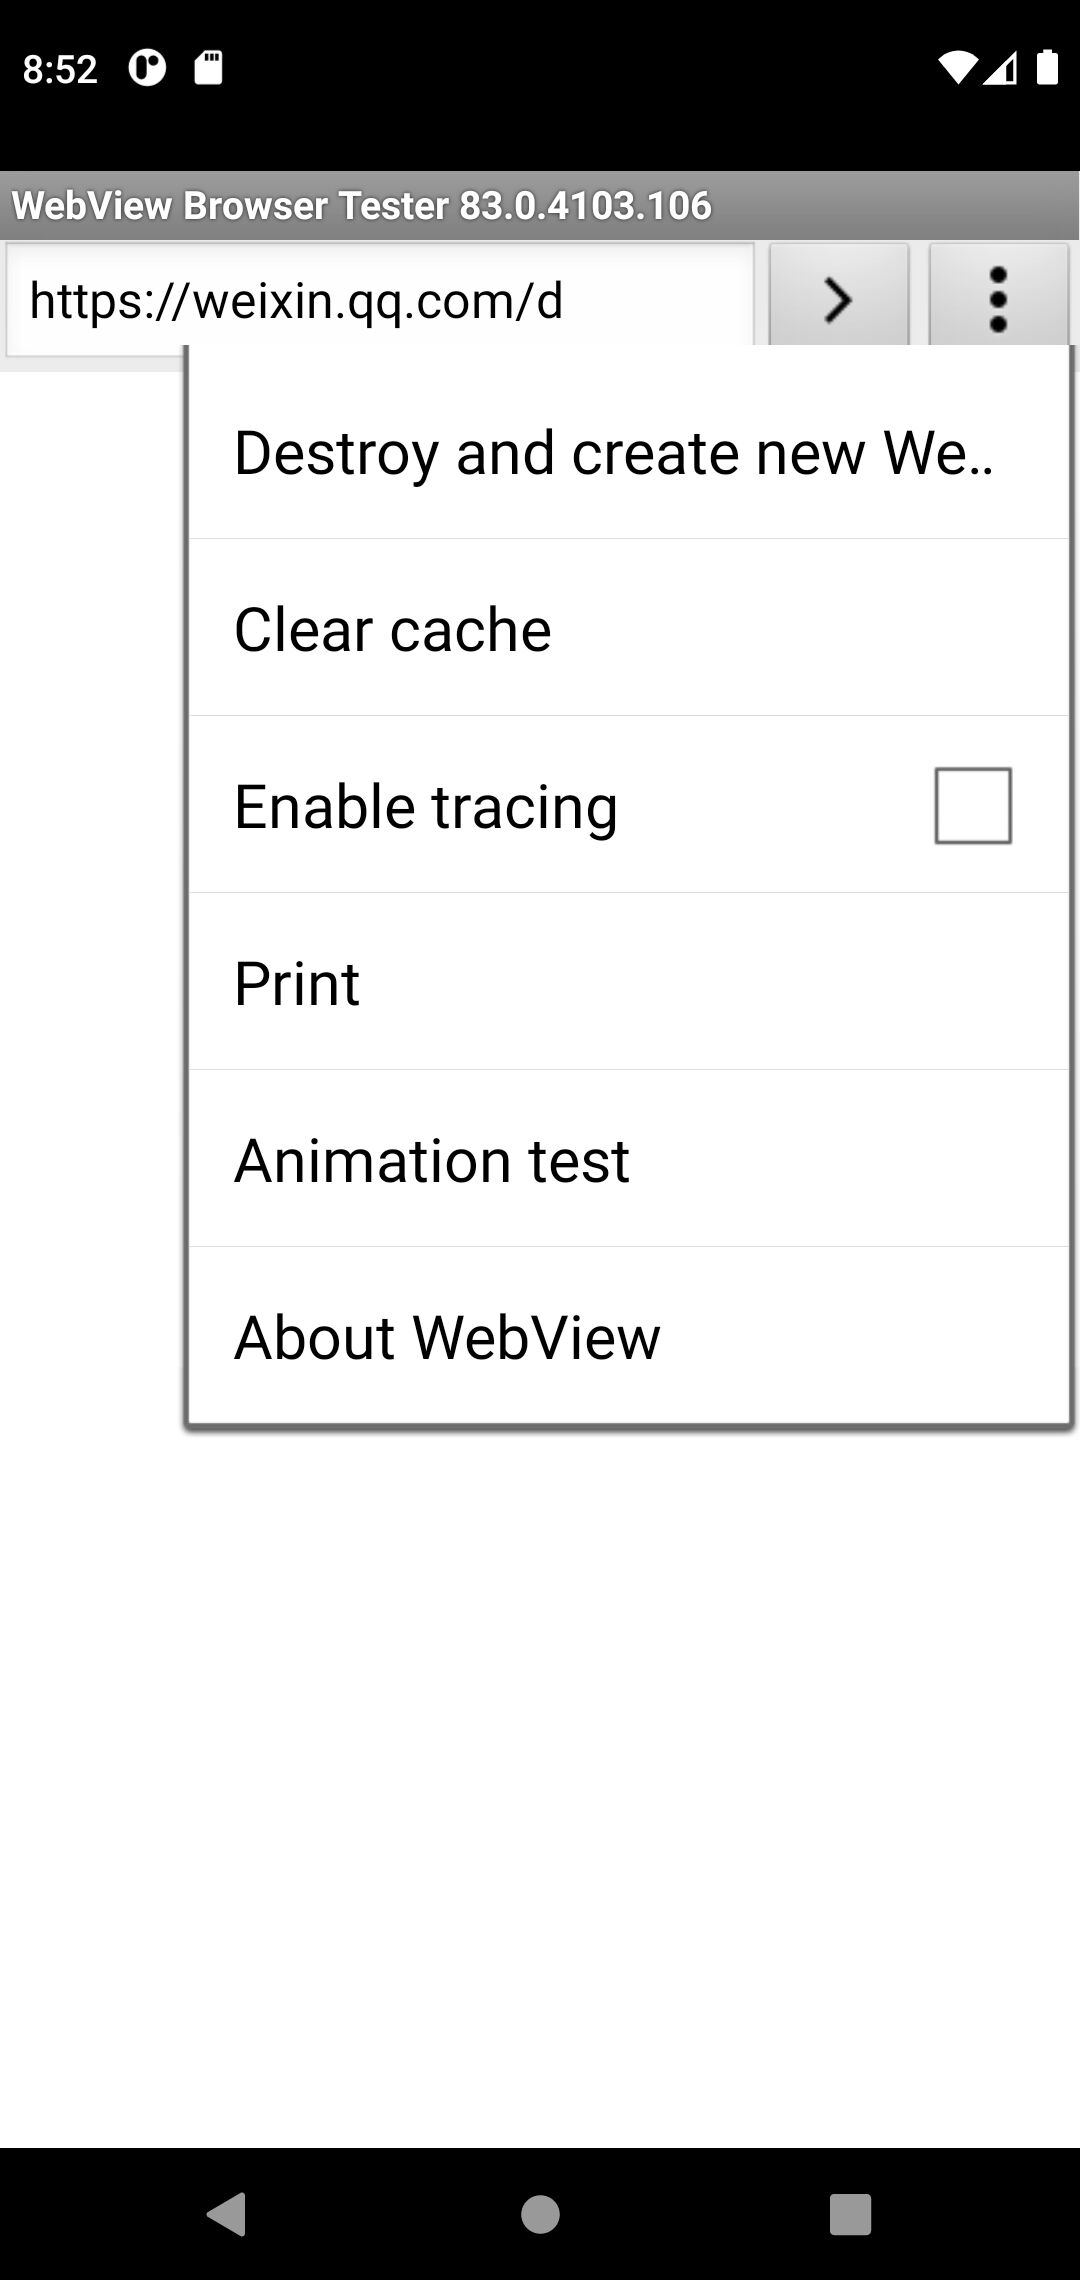 8:52
WebView Browser Tester 83.0.4103.106
https://weixin.qq.com/d
Destroy and create new We..
Clear cache
Enable tracing
Print
Animation test
About WebView